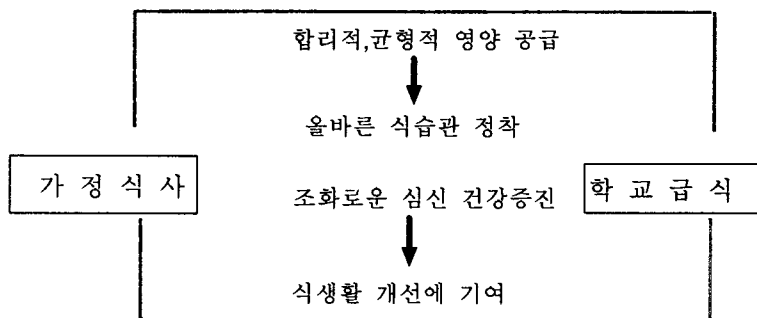 합리적,균형적 영양 공급
올바른 식습관 정착
가 정 식 사
조화로운 심신 건강증진
학 교 급 식
식생활 개선에 기여